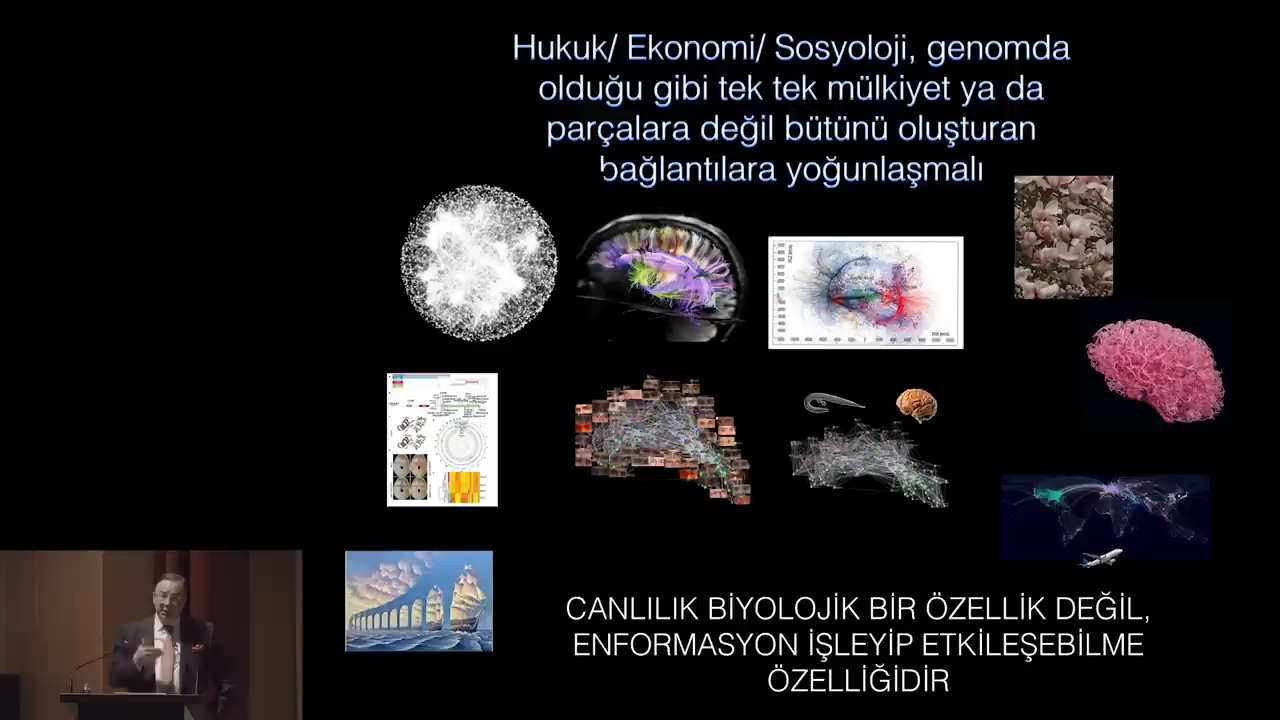 Hukuk/ Ekonomi/ Sosyoloji, genomda
olduğu gibi tek tek mülkiyet ya da
parçalara değil bütünü oluşturan
bağlantılara yoğunlaşmalı
CANLILIK BİYOLOJİK BİR ÖZELLİK DEĞİL,
ENFORMASYON İŞLEYİP ETKİLEŞEBİLME
ÖZELLİĞİDİR